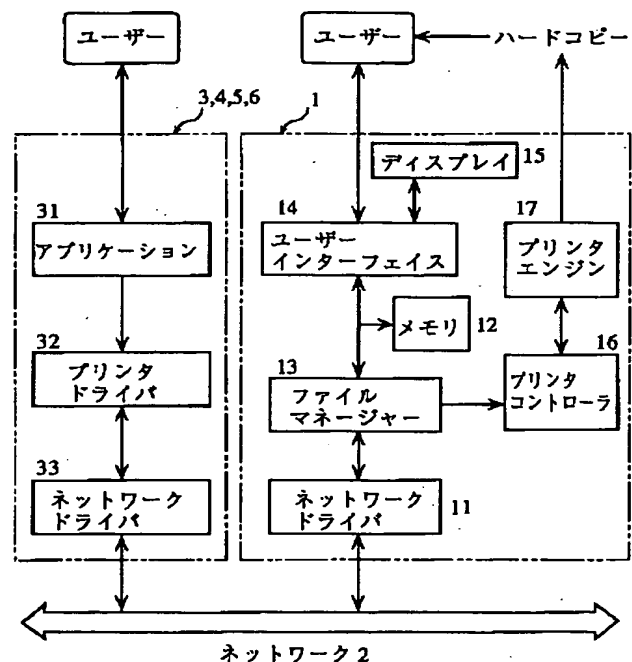 ユーザー
ユーザー
ハードコピー
3,4,5,6
1
ディスプレイ
15
31
アプリケーション
14
ユーザー
インターフェイス
17
プリンタ
エンジン
メモリ
12
32
プリンタ
ドライバ
13
ファイル
マネージャー
16
プリンタ
コントローラ
33
ネットワーク
ドライバ
ネットワーク
ドライバ
11
ネットワーク2